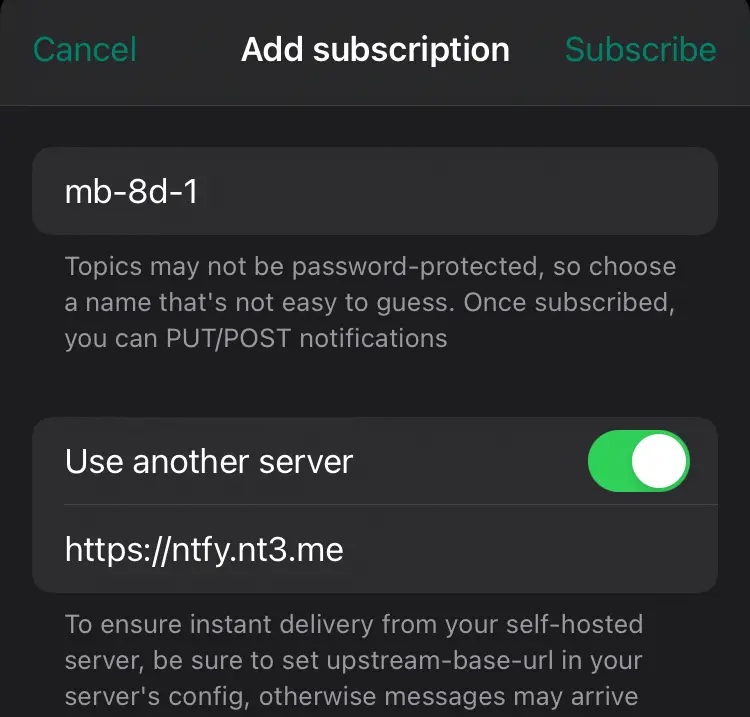 Cancel Add subscription Subscribe
mb-8d-1
Topics may not be password-protected, so choose
a name that's not easy to guess. Once subscribed,
you can PUT/POST notifications
Use another server
https://ntfy.nt3.me
To ensure instant delivery from your self-hosted
server, be sure to set upstream-base-url in your
server's config, otherwise messages may arrive